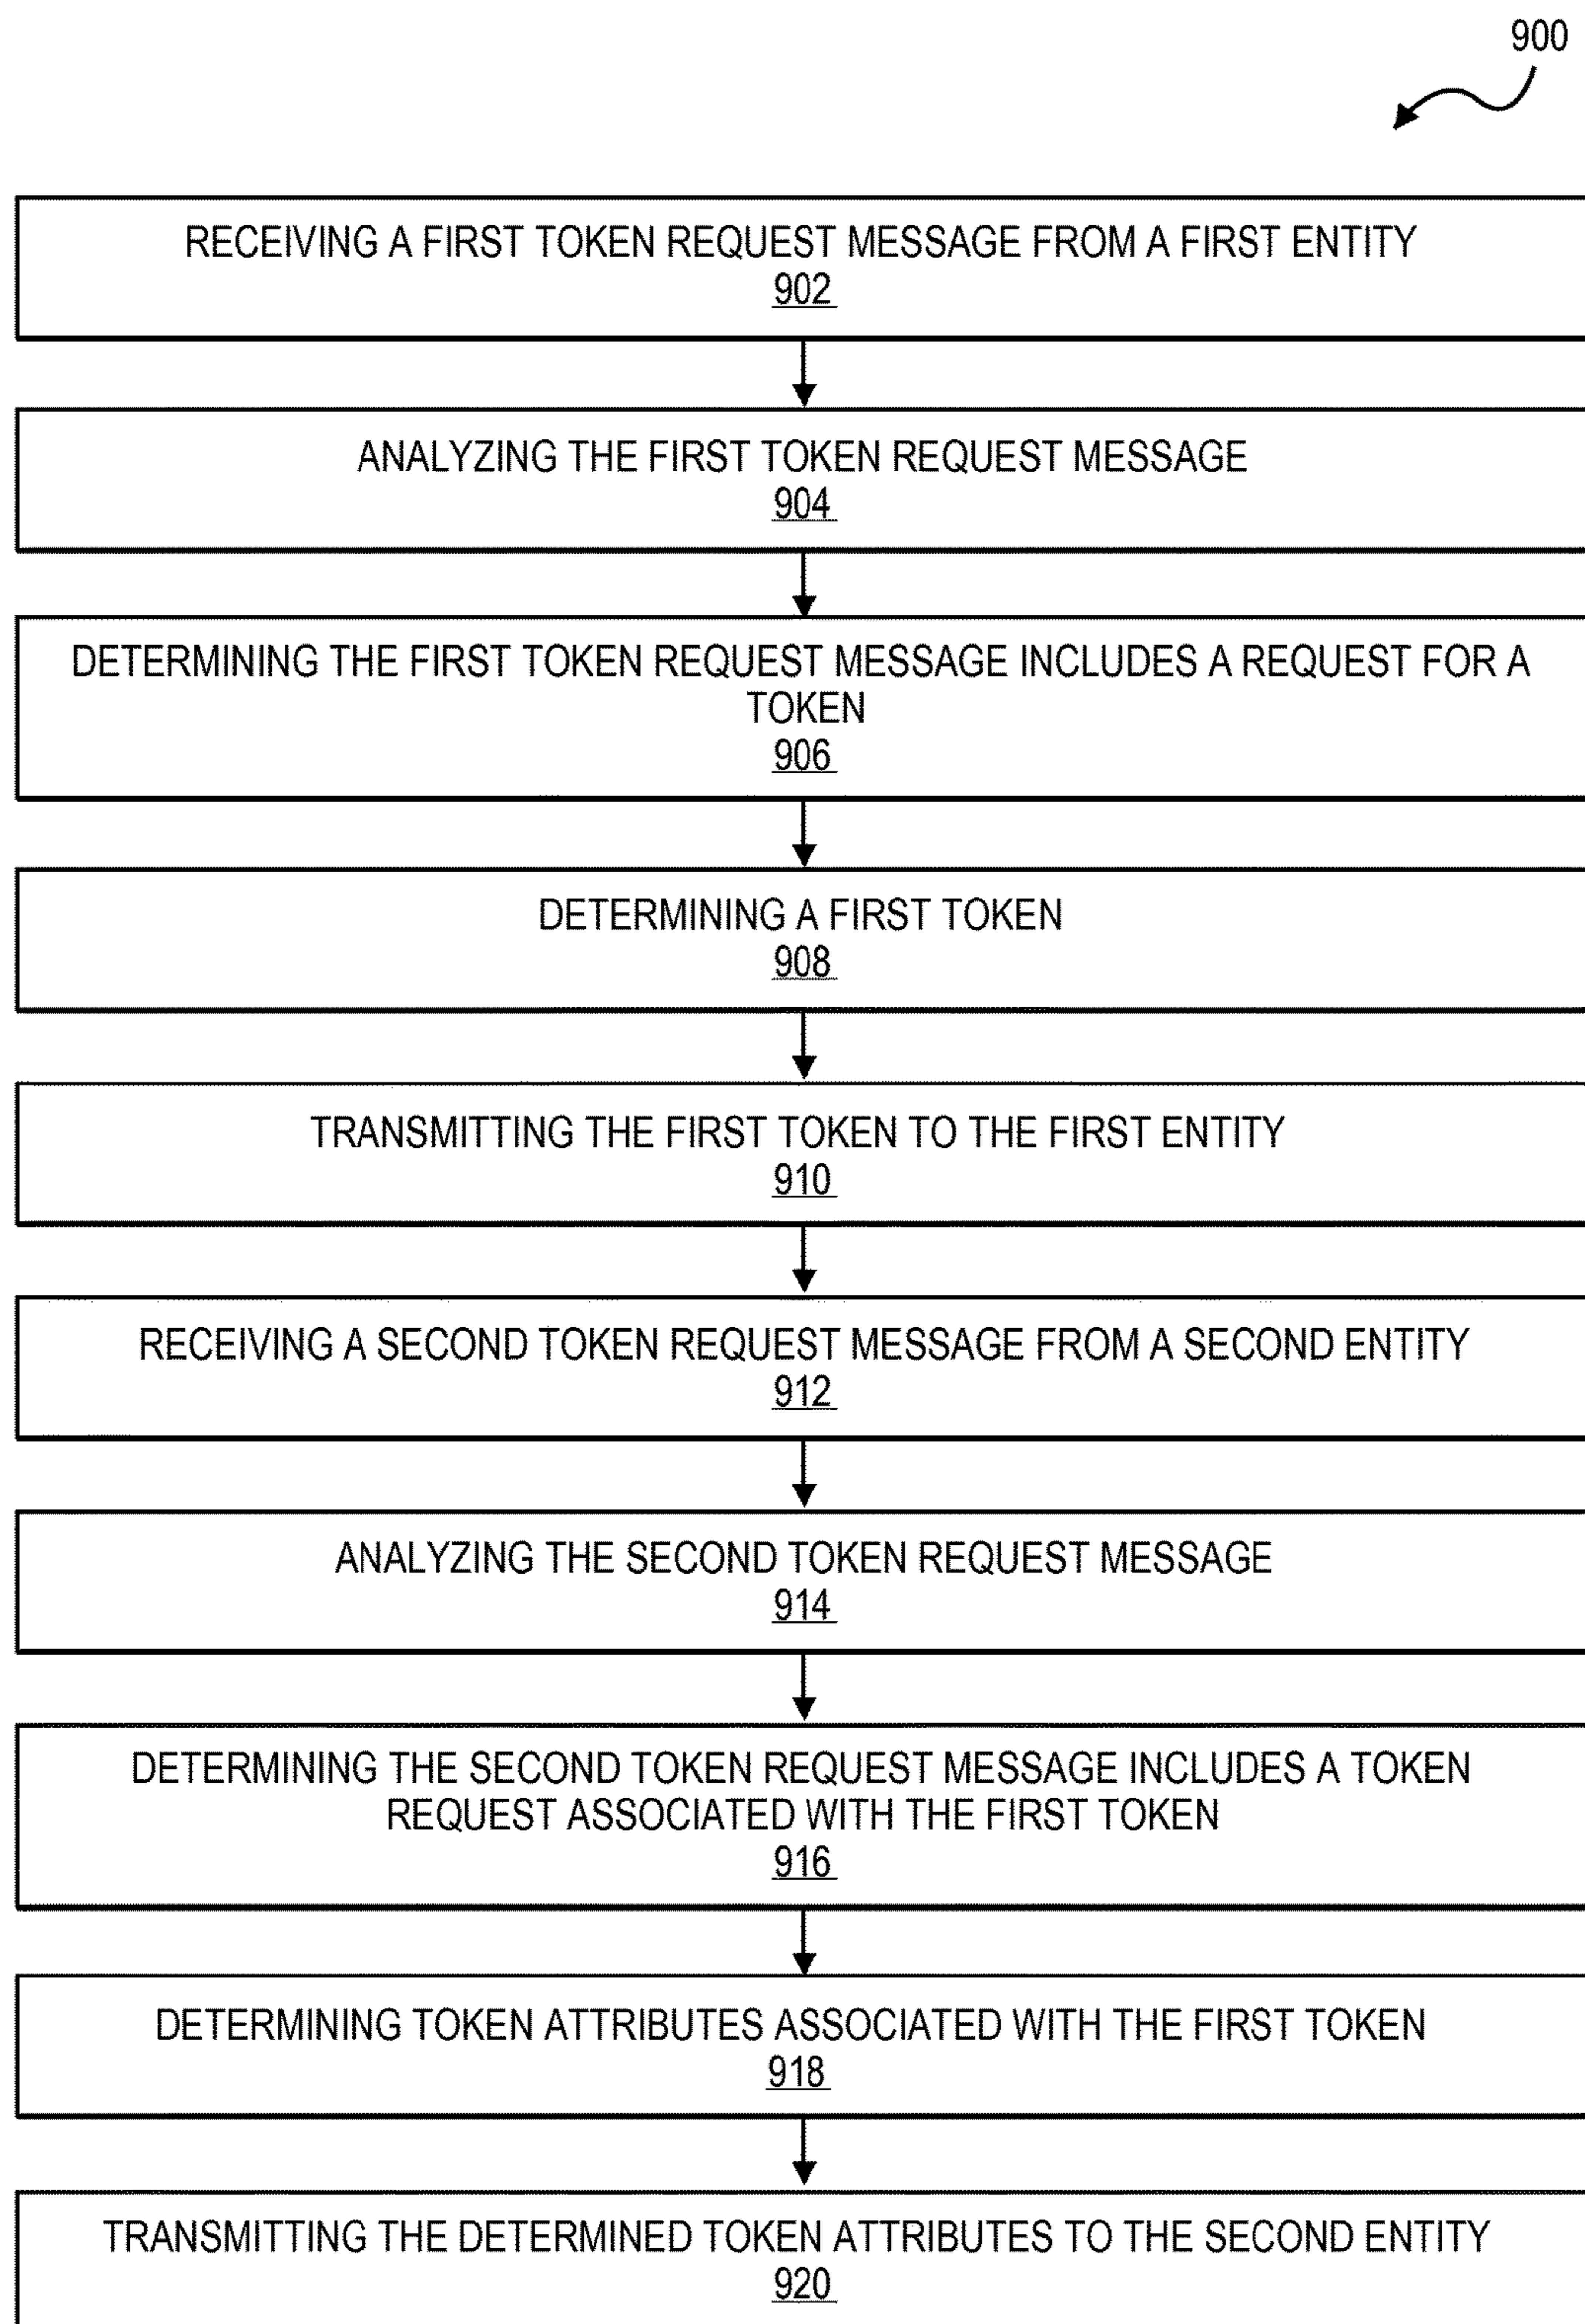 900
RECEIVING A FIRST TOKEN REQUEST MESSAGE FROM A FIRST ENTITY
902
ANALYZING THE FIRST TOKEN REQUEST MESSAGE
904
DETERMINING THE FIRST TOKEN REQUEST MESSAGE INCLUDES A REQUEST FOR A
TOKEN
906
DETERMINING A FIRST TOKEN
908
TRANSMITTING THE FIRST TOKEN TO THE FIRST ENTITY
910
RECEIVING A SECOND TOKEN REQUEST MESSAGE FROM A SECOND ENTITY
912
ANALYZING THE SECOND TOKEN REQUEST MESSAGE
914
DETERMINING THE SECOND TOKEN REQUEST MESSAGE INCLUDES A TOKEN
REQUEST ASSOCIATED WITH THE FIRST TOKEN
916
DETERMINING TOKEN ATTRIBUTES ASSOCIATED WITH THE FIRST TOKEN
918
TRANSMITTING THE DETERMINED TOKEN ATTRIBUTES TO THE SECOND ENTITY
920